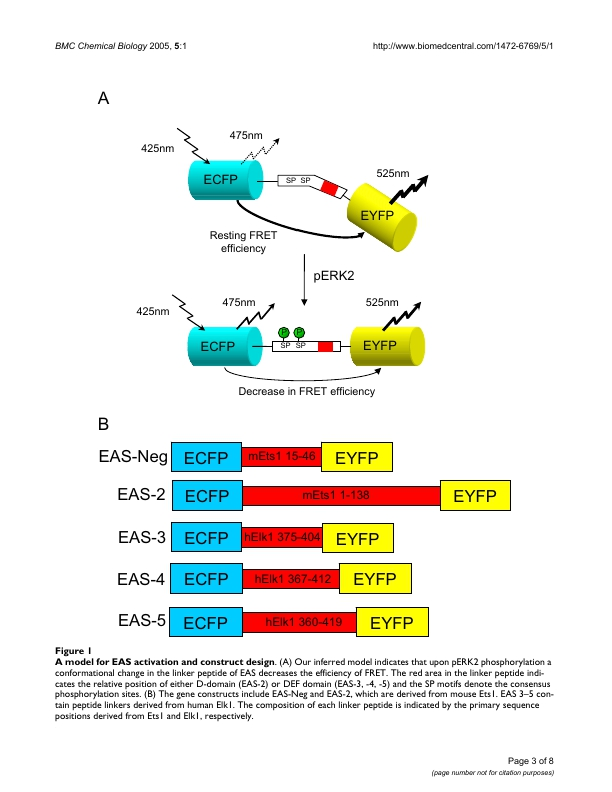 BMC Chemical Biology 2005, 5:1
http://www.biomedcentral.com/1472-6769/5/1
A
475nm
425nm
525nm
ECFP
SP SP
EYFP
Resting FRET
efficiency
pERK2
475nm
525nm
425nm
P P
ECFP
SP SP
EYFP
Decrease in FRET efficiency
B
EAS-Neg ECFP mEts1 15-46 EYFP
EAS-2 ECFP mEts1 1-138 EYFP
EAS-3 ECFP hElk1 375-404 EYFP
EAS-4 ECFP hElk1 367-412 EYFP
EAS-5 ECFP hElk1 360-419 EYFP
Figure 1
A model for EAS activation and construct design. (A) Our inferred model indicates that upon pERK2 phosphorylation a
conformational change in the linker peptide of EAS decreases the efficiency of FRET. The red area in the linker peptide indi-
cates the relative position of either D-domain (EAS-2) or DEF domain (EAS-3, -4, -5) and the SP motifs denote the consensus
phosphorylation sites. (B) The gene constructs include EAS-Neg and EAS-2, which are derived from mouse Ets1. EAS 3–5 con-
tain peptide linkers derived from human Elk1. The composition of each linker peptide is indicated by the primary sequence
positions derived from Ets1 and Elk1, respectively.
Page 3 of 8
(page number not for citation purposes)